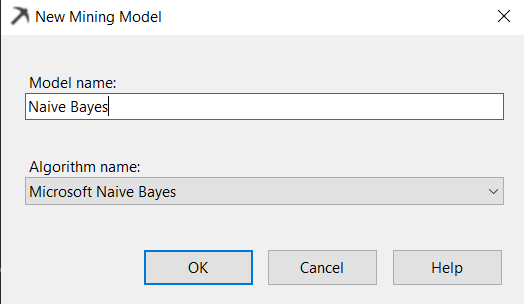 New Mining Model
Model name:
Naive Bayes
Algorithm name:
Microsoft Naive Bayes
OK Cancel Help